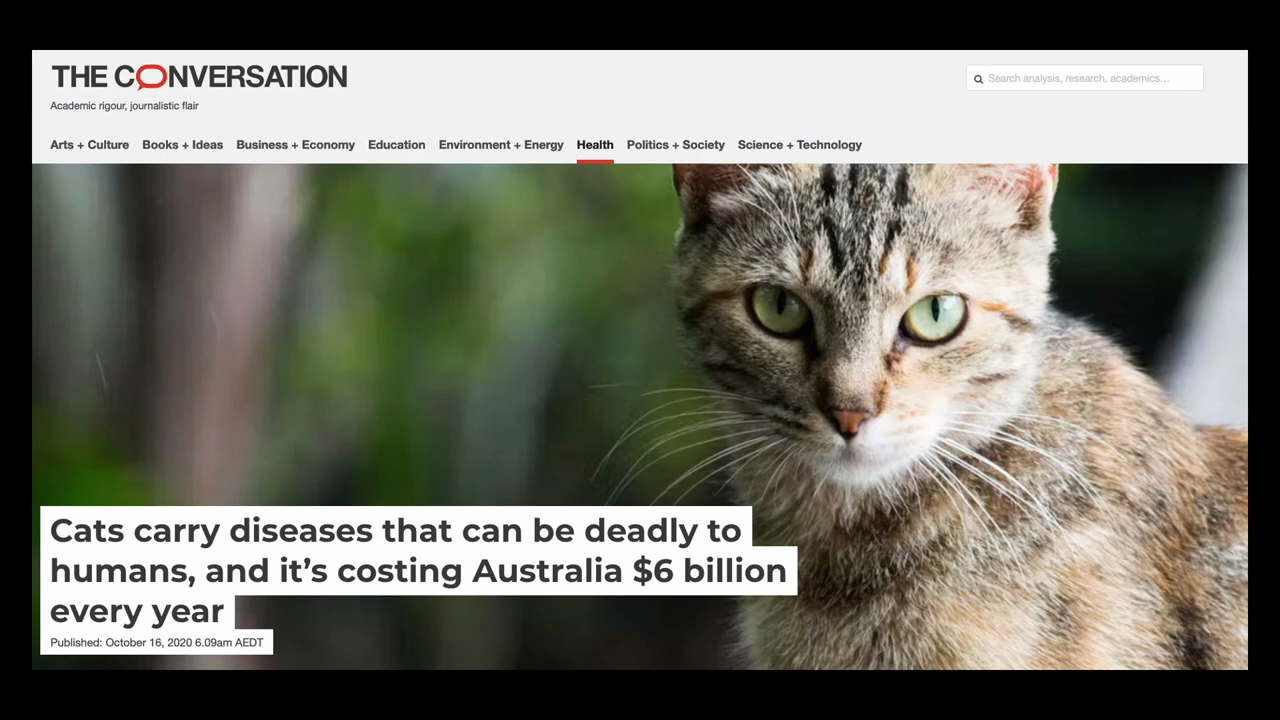 THE CONVERSATION
Search analysis, research, academics...
Academic rigour, journalistic flair
Arts + Culture Books + Ideas Business + Economy Education Environment + Energy Health Politics + Society Science + Technology
Cats carry diseases that can be deadly to
humans, and it’s costing Australia $6 billion
every year
Published: October 16, 2020 6.09am AEDT